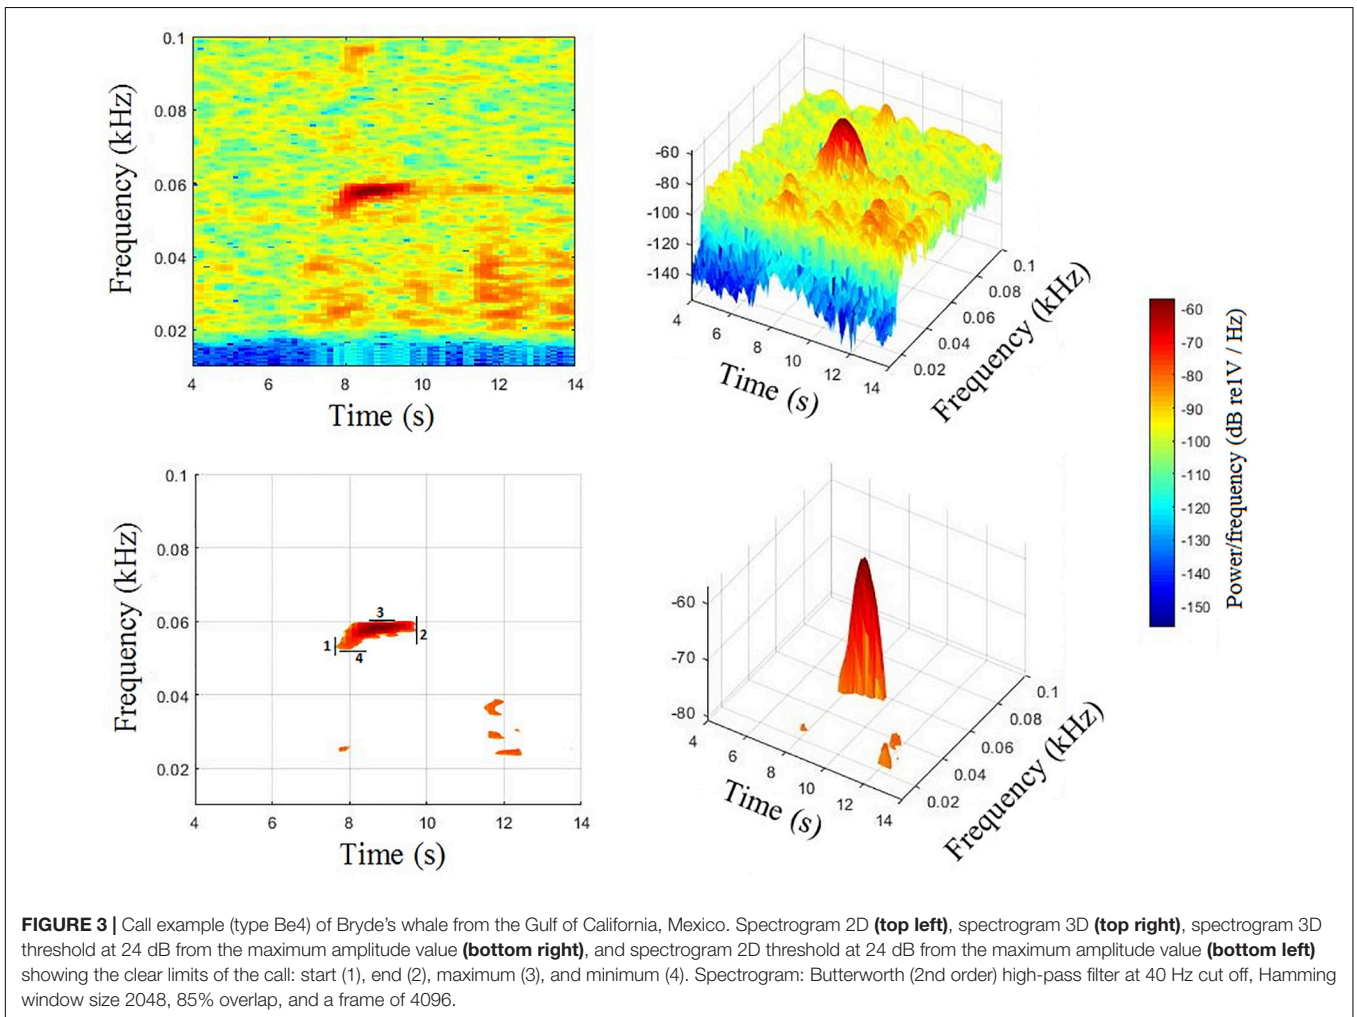 0.1
0.08
0.06
0.04
0.02
Frequency (kHz)
4 6 8 10 12 14
Time (s)
-60
-80
-100
-120
-140
4 6 8 10 12 14
Time (s)
0.02 0.04 0.06 0.08 0.1
Frequency (kHz)
-60
-70
-80
-90
-100
-110
-120
-130
-140
-150
Power/frequency (dB re1V / Hz)
0.1
0.08
0.06
0.04
0.02
Frequency (kHz)
1 2 3 4
4 6 8 10 12 14
Time (s)
-60
-70
-80
4 6 8 10 12 14
Time (s)
0.02 0.04 0.06 0.08 0.1
Frequency (kHz)
FIGURE 3 | Call example (type Be4) of Bryde's whale from the Gulf of California, Mexico. Spectrogram 2D (top left), spectrogram 3D (top right), spectrogram 3D
threshold at 24 dB from the maximum amplitude value (bottom right), and spectrogram 2D threshold at 24 dB from the maximum amplitude value (bottom left)
showing the clear limits of the call: start (1), end (2), maximum (3), and minimum (4). Spectrogram: Butterworth (2nd order) high-pass filter at 40 Hz cut off, Hamming
window size 2048, 85% overlap, and a frame of 4096.